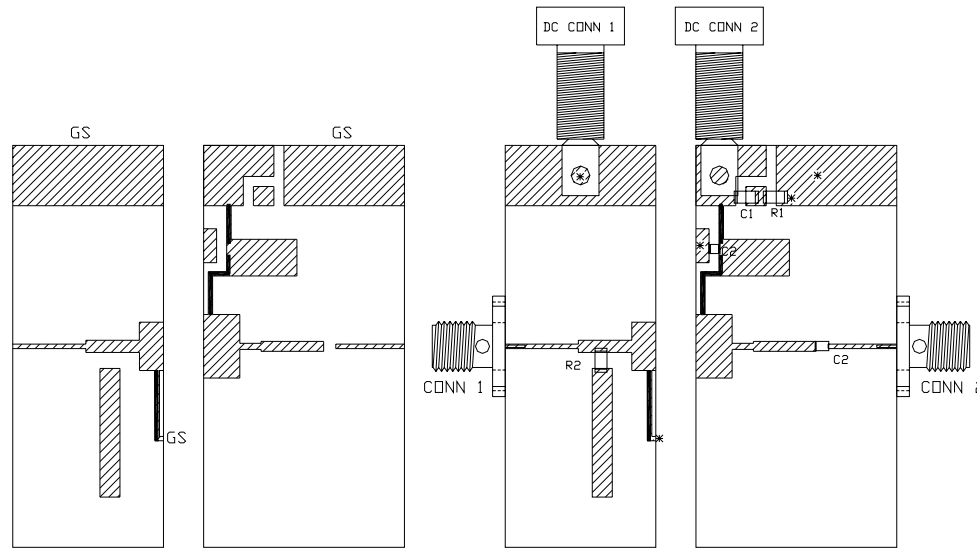 DC CONN 1
DC CONN 2
GS
GS
C1
R1
C2
R2
C2
CONN 1
CONN 2
GS